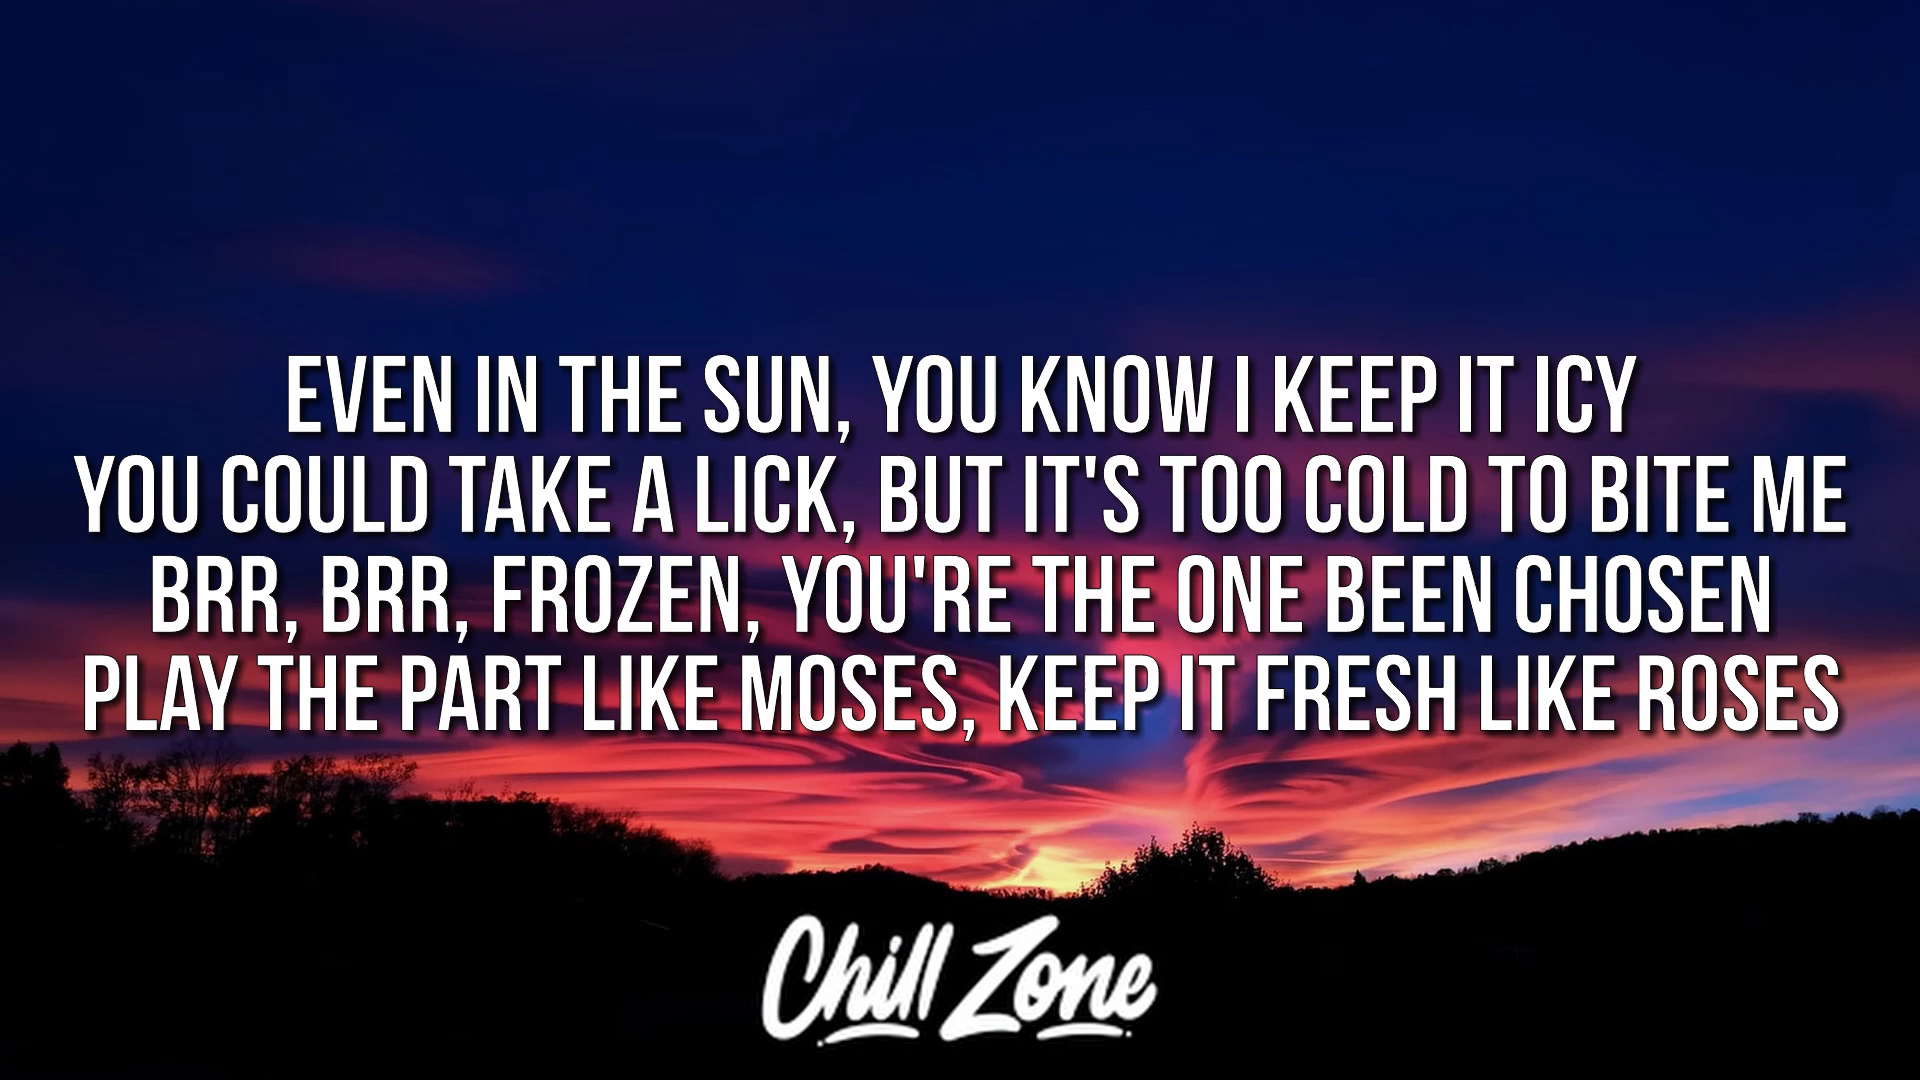 EVEN IN THE SUN, YOU KNOW I KEEP IT ICY
YOU COULD TAKE A LICK, BUT IT'S TOO COLD TO BITE ME
BRR, BRR, FROZEN, YOU'RE THE ONE BEEN CHOSEN
PLAY THE PART LIKE MOSES, KEEP IT FRESH LIKE ROSES
Chill Zone